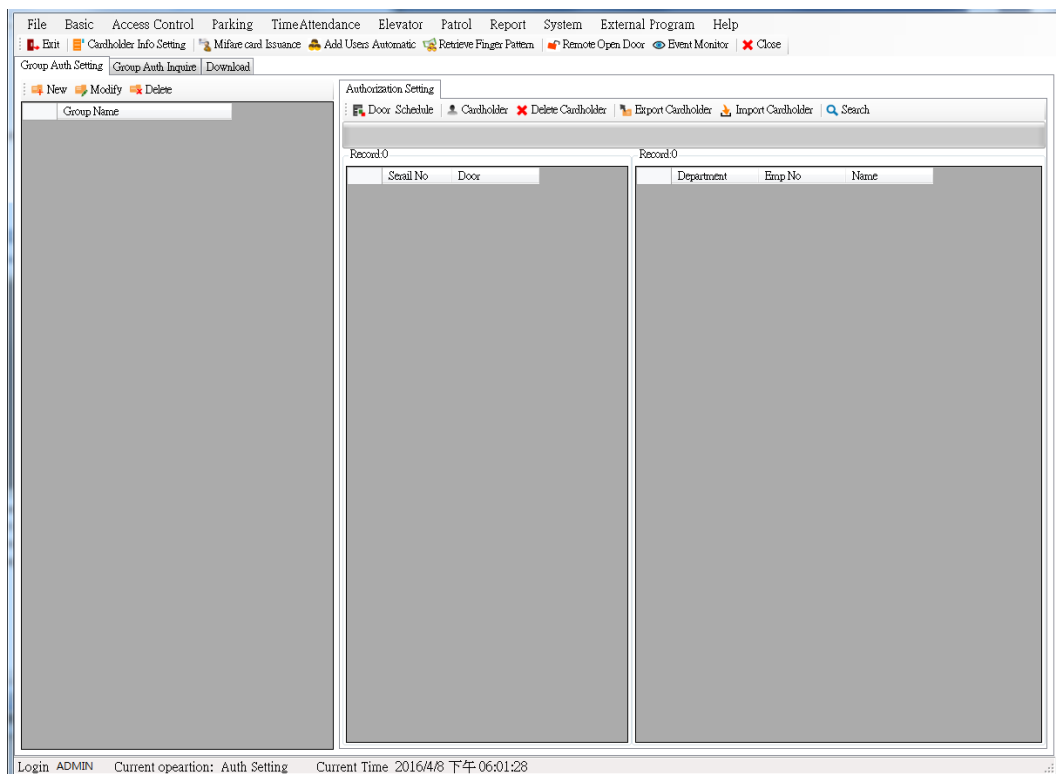 File Basic Access Control Parking TimeAttendance Elevator Patrol Report System External Program Help
Exit Cardholder Info Setting Mifare card Issuance Add Users Automatic Retrieve Finger Pattern Remote Open Door Event Monitor Close
Group Auth Setting Group Auth Inquire Download
New Modify Delete
Group Name
Authorization Setting
Door Schedule Cardholder Delete Cardholder Export Cardholder Import Cardholder Search
Record:0
Serail No Door
Record:0
Department Emp No Name
Login ADMIN Current opeartion: Auth Setting Current Time 2016/4/8 下午 06:01:28